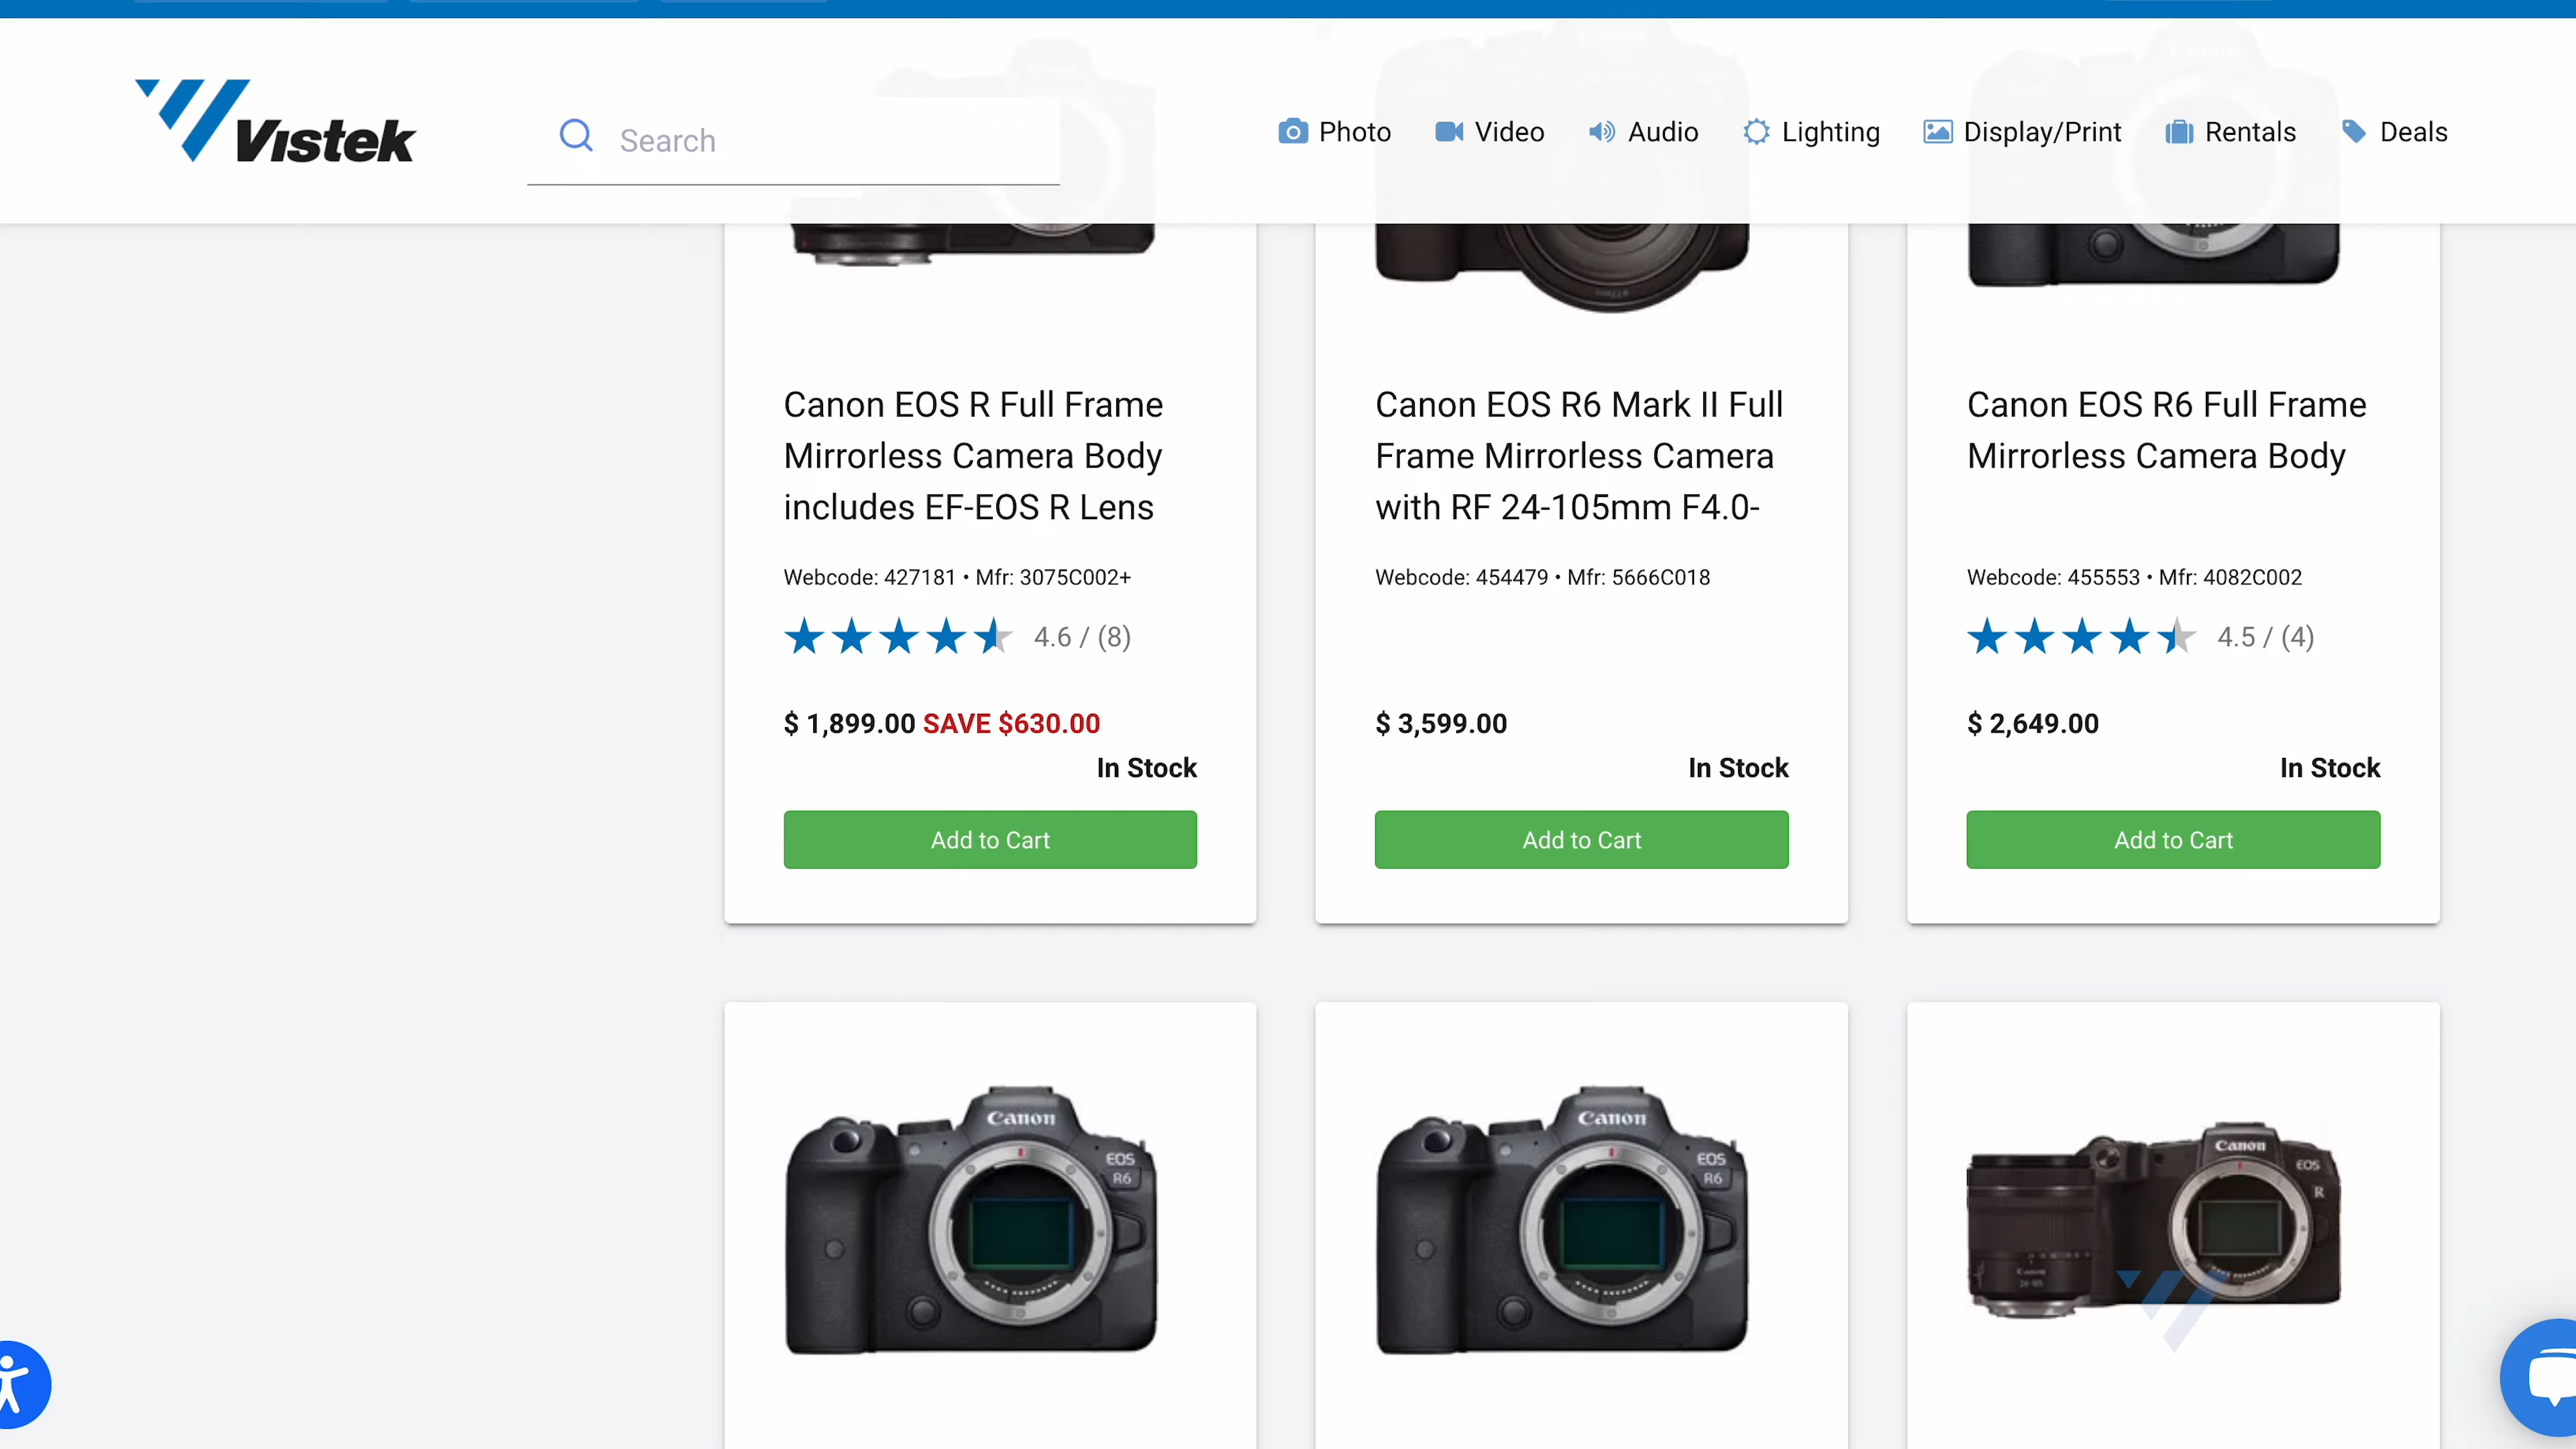 Vistek
Search
Photo
Video
Audio
Lighting
Display/Print
Rentals
Deals
Canon EOS R Full Frame
Mirrorless Camera Body
includes EF-EOS R Lens
Webcode: 427181 • Mfr: 3075C002+
4.6 / (8)
$ 1,899.00 SAVE $630.00
In Stock
Add to Cart
Canon EOS R6 Mark II Full
Frame Mirrorless Camera
with RF 24-105mm F4.0-
Webcode: 454479 • Mfr: 5666C018
$ 3,599.00
In Stock
Add to Cart
Canon EOS R6 Full Frame
Mirrorless Camera Body
Webcode: 455553 • Mfr: 4082C002
4.5 / (4)
$ 2,649.00
In Stock
Add to Cart
Canon
EOS
R6
Canon
EOS
R6
Canon
EOS
R